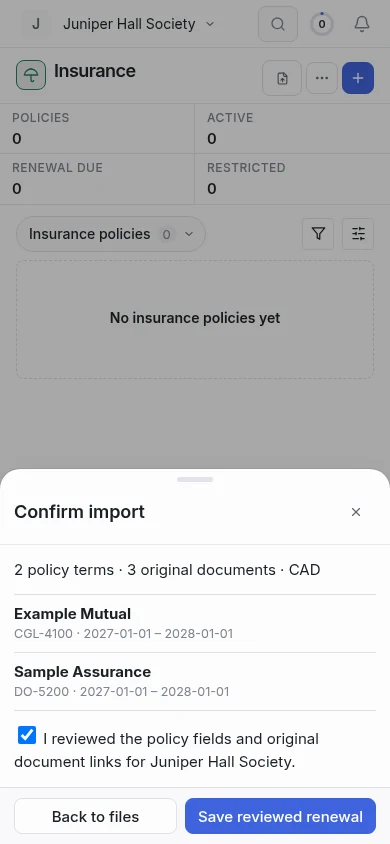 J Juniper Hall Society 0
Insurance
POLICIES
0
ACTIVE
0
RENEWAL DUE
0
RESTRICTED
0
Insurance policies 0
No insurance policies yet
Confirm import
2 policy terms · 3 original documents · CAD
Example Mutual
CGL-4100 · 2027-01-01 – 2028-01-01
Sample Assurance
DO-5200 · 2027-01-01 – 2028-01-01
I reviewed the policy fields and original
document links for Juniper Hall Society.
Back to files
Save reviewed renewal